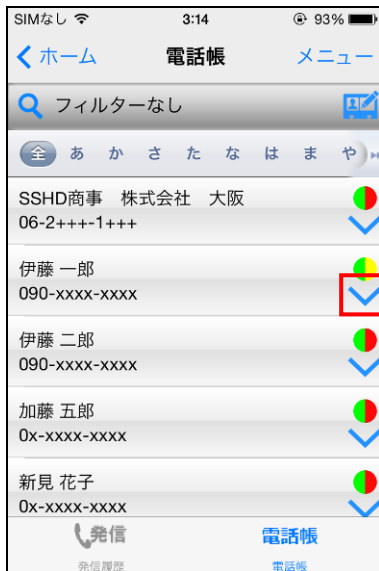 SIMなし 3:14 93%
ホーム 電話帳 メニュー
フィルターなし
全 あ か さ た な は ま や
SSHD商事 株式会社 大阪
06-2+++-1+++
伊藤 一郎
090-xxxx-xxxx
伊藤 二郎
090-xxxx-xxxx
加藤 五郎
0x-xxxx-xxxx
新見 花子
0x-xxxx-xxxx
発信 電話帳
発信履歴 電話帳